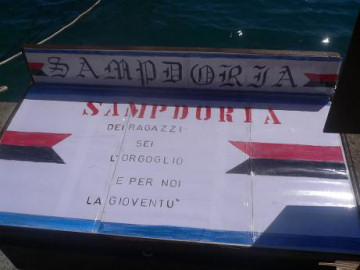 SAMPDORIA
SAMPDORIA
DEI RAGAZZI
SEI
L'ORGOGLIO
E PER NOI
LA GIOVENTU'